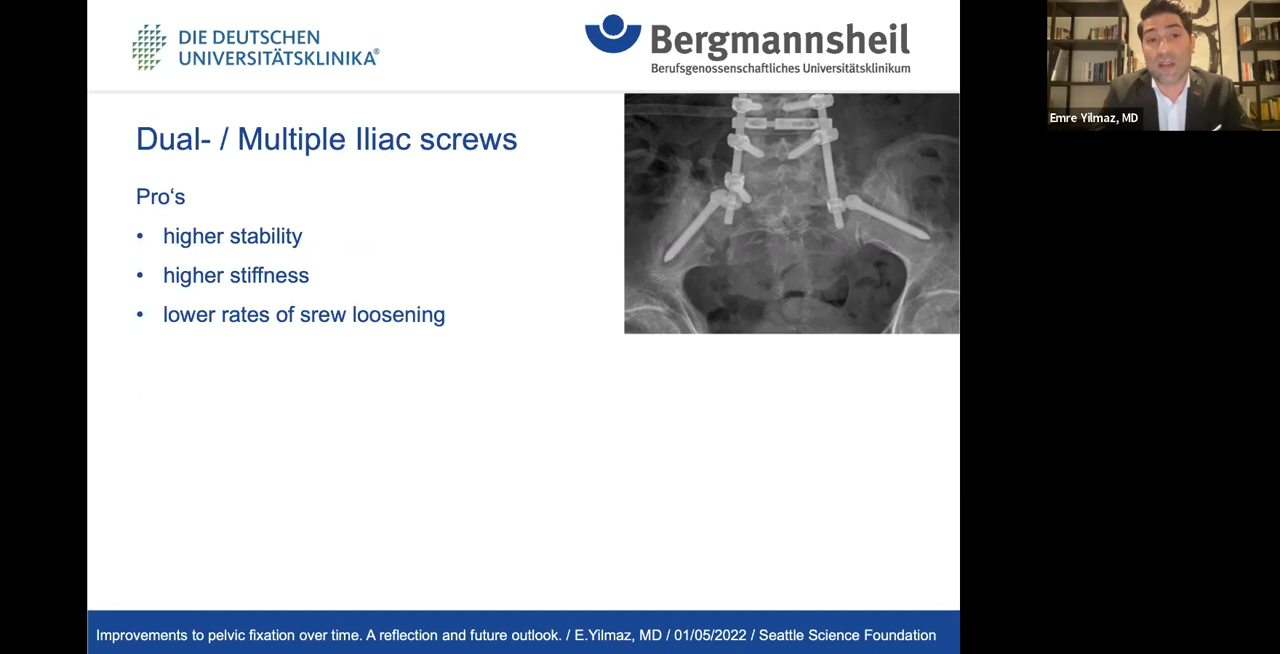 DIE DEUTSCHEN
UNIVERSITÄTSKLINIKA®
Bergmannsheil
Berufsgenossenschaftliches Universitätsklinikum
Emre Yilmaz, MD
Dual- / Multiple Iliac screws
Pro‘s
• higher stability
• higher stiffness
• lower rates of srew loosening
Improvements to pelvic fixation over time. A reflection and future outlook. / E.Yilmaz, MD / 01/05/2022 / Seattle Science Foundation